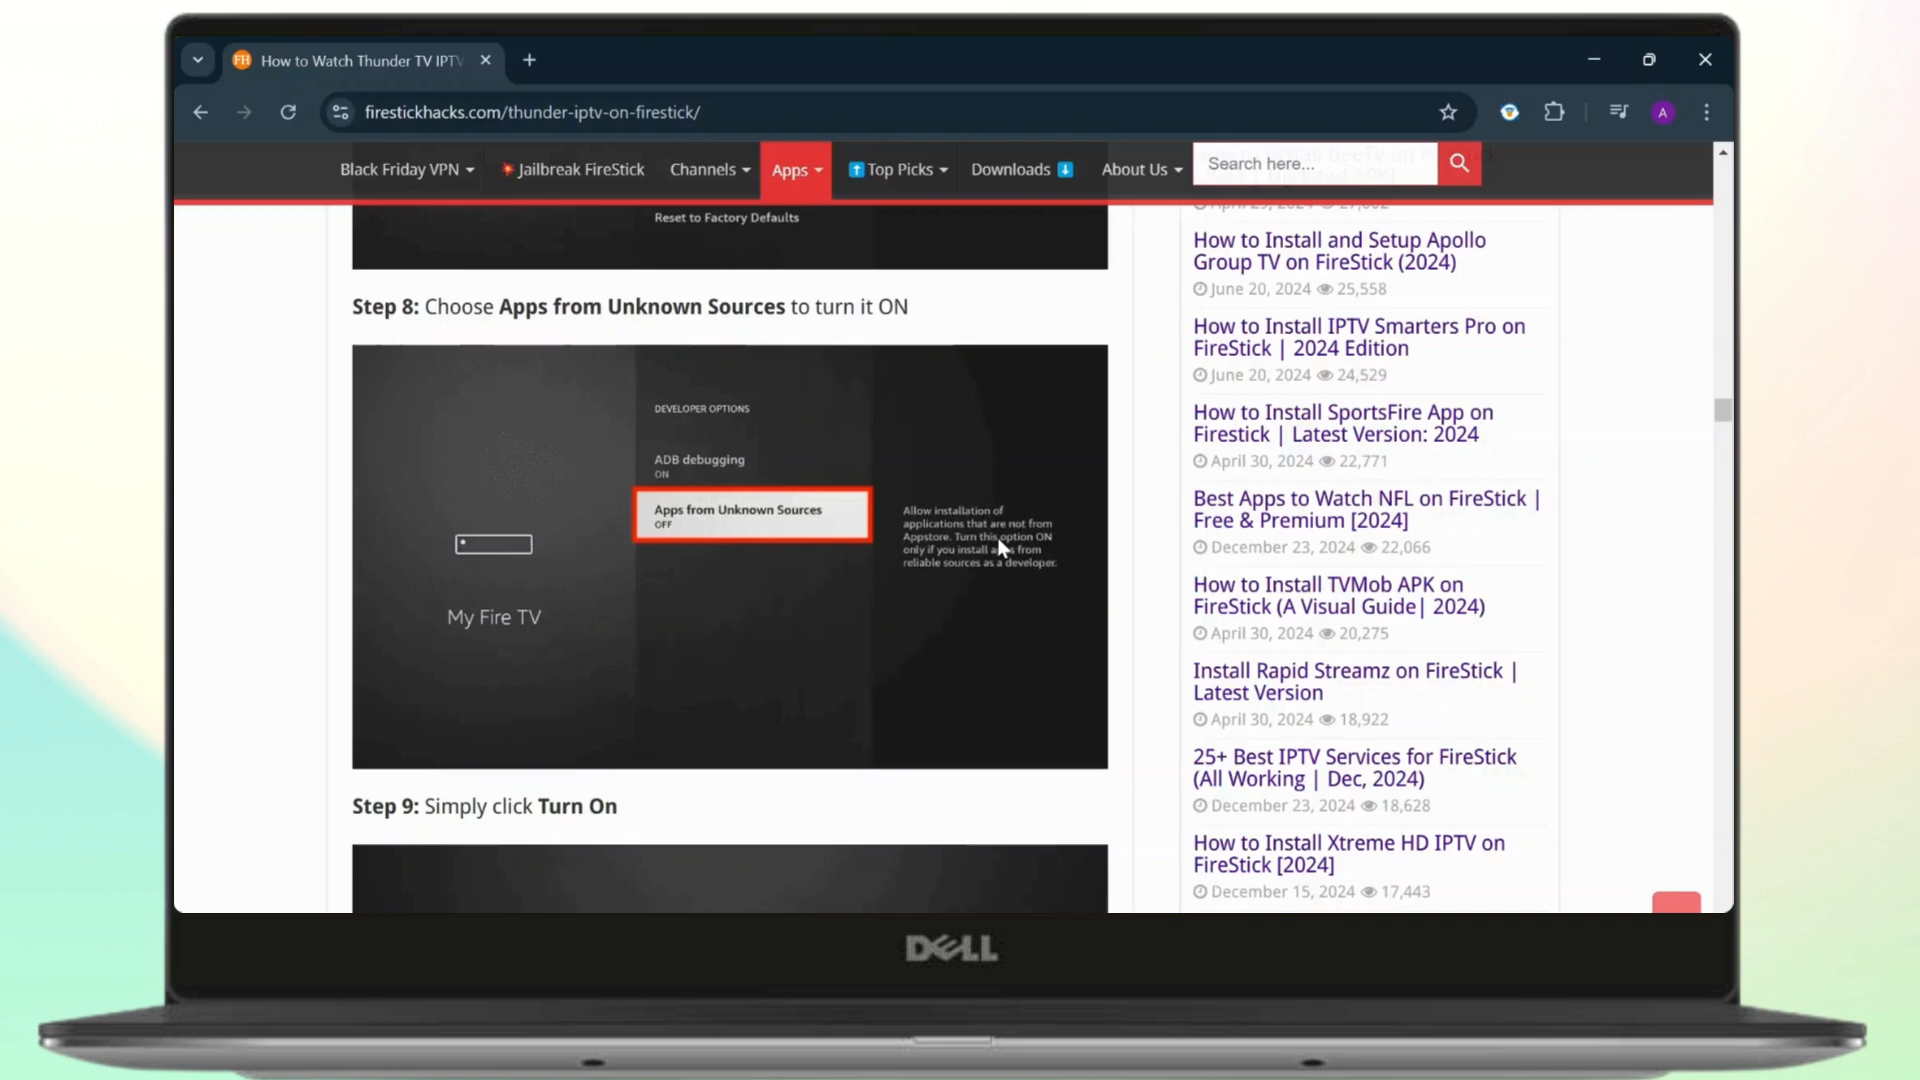 How to Watch Thunder TV IPTV
firestickhacks.com/thunder-iptv-on-firestick/
A
Black Friday VPN
Jailbreak FireStick
Channels
Apps
Top Picks
Downloads
About Us
Search here...
Reset to Factory Defaults
Step 8: Choose Apps from Unknown Sources to turn it ON
DEVELOPER OPTIONS
ADB debugging
ON
Apps from Unknown Sources
OFF
Allow installation of
applications that are not from
Appstore. Turn this option ON
only if you install apps from
reliable sources as a developer.
My Fire TV
Step 9: Simply click Turn On
How to Install and Setup Apollo
Group TV on FireStick (2024)
June 20, 2024 25,558
How to Install IPTV Smarters Pro on
FireStick | 2024 Edition
June 20, 2024 24,529
How to Install SportsFire App on
Firestick | Latest Version: 2024
April 30, 2024 22,771
Best Apps to Watch NFL on FireStick |
Free & Premium [2024]
December 23, 2024 22,066
How to Install TVMob APK on
FireStick (A Visual Guide| 2024)
April 30, 2024 20,275
Install Rapid Streamz on FireStick |
Latest Version
April 30, 2024 18,922
25+ Best IPTV Services for FireStick
(All Working | Dec, 2024)
December 23, 2024 18,628
How to Install Xtreme HD IPTV on
FireStick [2024]
December 15, 2024 17,443
DELL